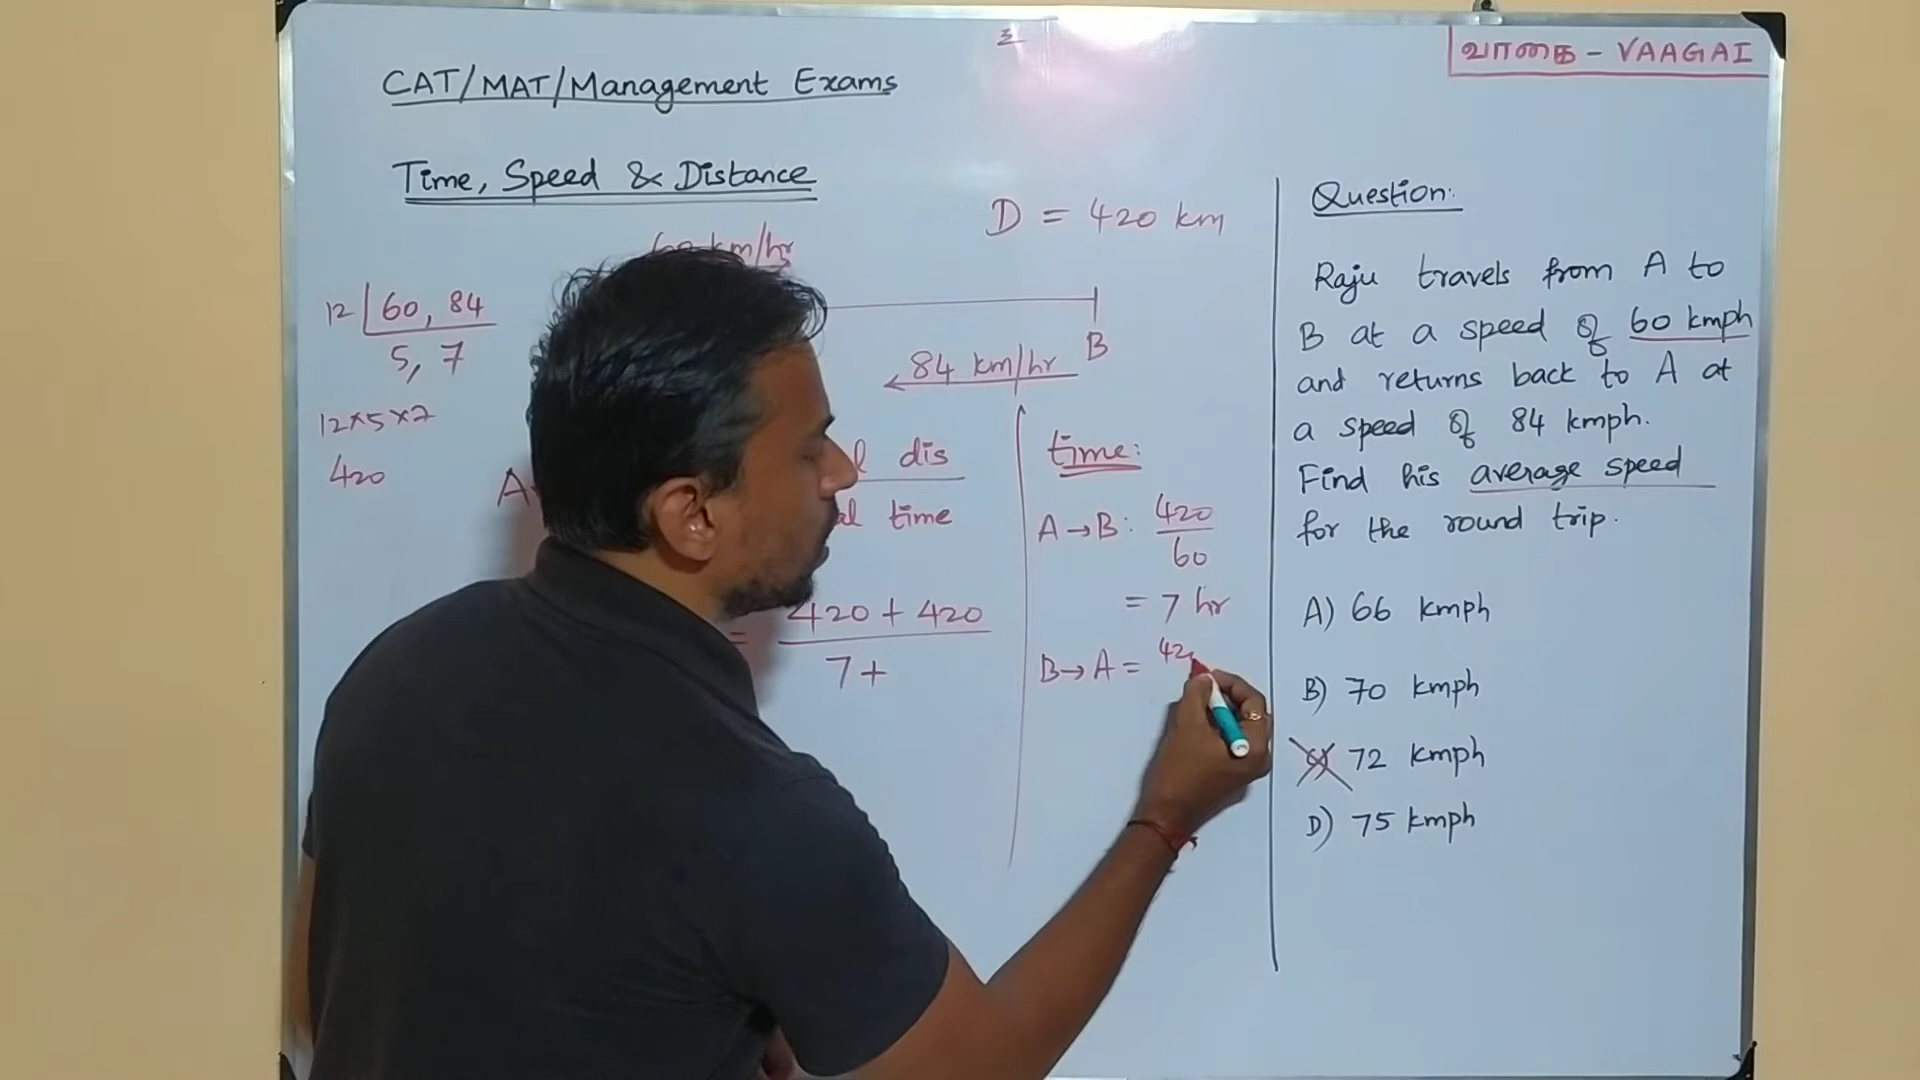 வாகை - VAAGAI
CAT/MAT/Management Exams
Time, Speed & Distance
D = 420 km
km/hr
12 | 60, 84
5, 7
12×5×7
420
B
84 km/hr
dis
time
= 420 + 420
7 +
time:
A→B: 420
60
= 7 hr
B→A = 42
Question:
Raju travels from A to
B at a speed of 60 kmph
and returns back to A at
a speed of 84 kmph.
Find his average speed
for the round trip.
A) 66 kmph
B) 70 kmph
72 kmph
D) 75 kmph